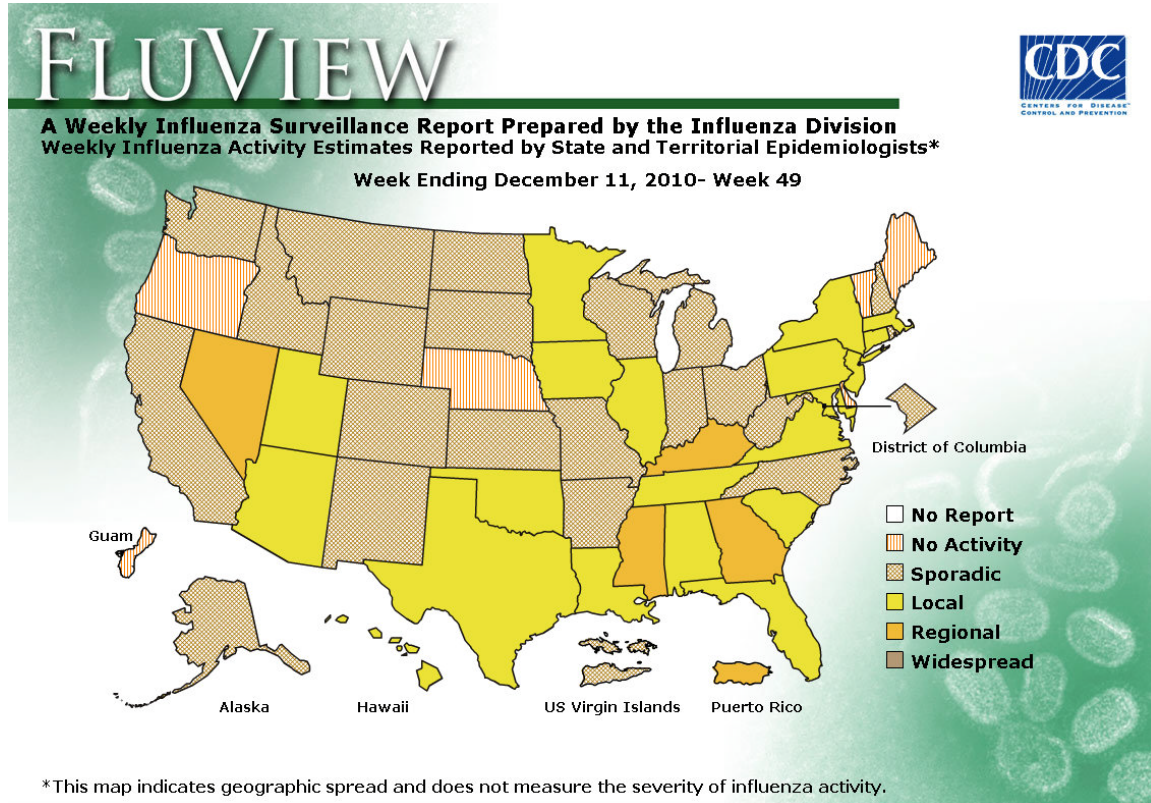 FLUVIEW
CDC
CENTERS FOR DISEASE™
CONTROL AND PREVENTION
A Weekly Influenza Surveillance Report Prepared by the Influenza Division
Weekly Influenza Activity Estimates Reported by State and Territorial Epidemiologists*
Week Ending December 11, 2010- Week 49
District of Columbia
Guam
No Report
No Activity
Sporadic
Local
Regional
Widespread
Alaska
Hawaii
US Virgin Islands
Puerto Rico
*This map indicates geographic spread and does not measure the severity of influenza activity.